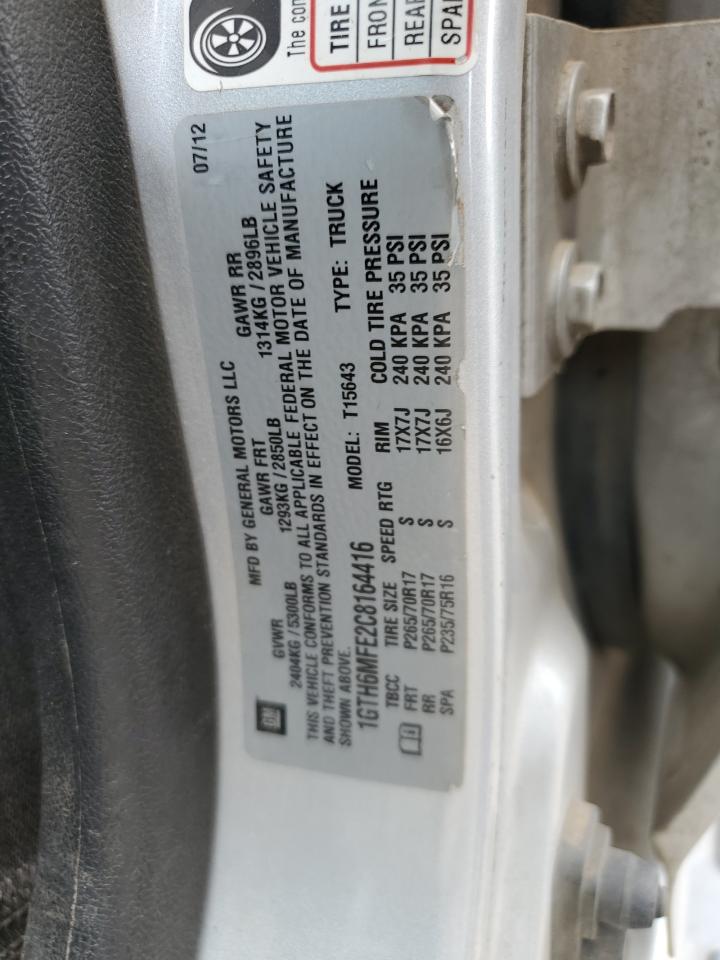 The con
TIRE
FRON
REAR
SPAR
MFD BY GENERAL MOTORS LLC 07/12
GM
GVWR GAWR FRT GAWR RR
2404KG / 5300LB 1293KG / 2850LB 1314KG / 2896LB
THIS VEHICLE CONFORMS TO ALL APPLICABLE FEDERAL MOTOR VEHICLE SAFETY
AND THEFT PREVENTION STANDARDS IN EFFECT ON THE DATE OF MANUFACTURE
SHOWN ABOVE.
1GTH6MFE2C8164416 MODEL: T15643 TYPE: TRUCK
TBCC TIRE SIZE SPEED RTG RIM COLD TIRE PRESSURE
FRT P265/70R17 S 17X7J 240 KPA 35 PSI
RR P265/70R17 S 17X7J 240 KPA 35 PSI
SPA P235/75R16 S 16X6J 240 KPA 35 PSI